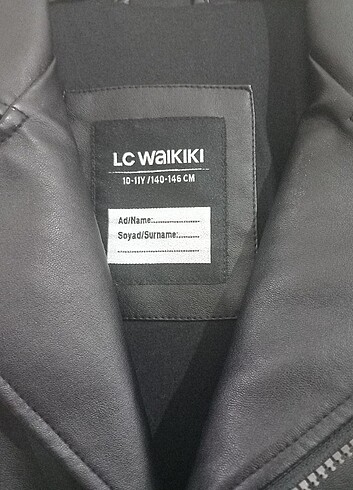 LC WAIKIKI
10-11Y /140-146 CM
Ad/Name:......................
Soyad/Surname:..........
.......................................